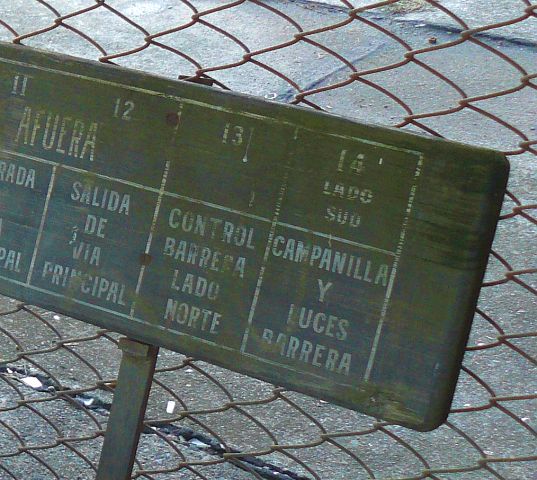 11 12 13 14
AFUERA
LADO
SUD
RADA
PAL
SALIDA
DE
VIA
PRINCIPAL
CONTROL
BARRERA
LADO
NORTE
CAMPANILLA
Y
LUCES
BARRERA